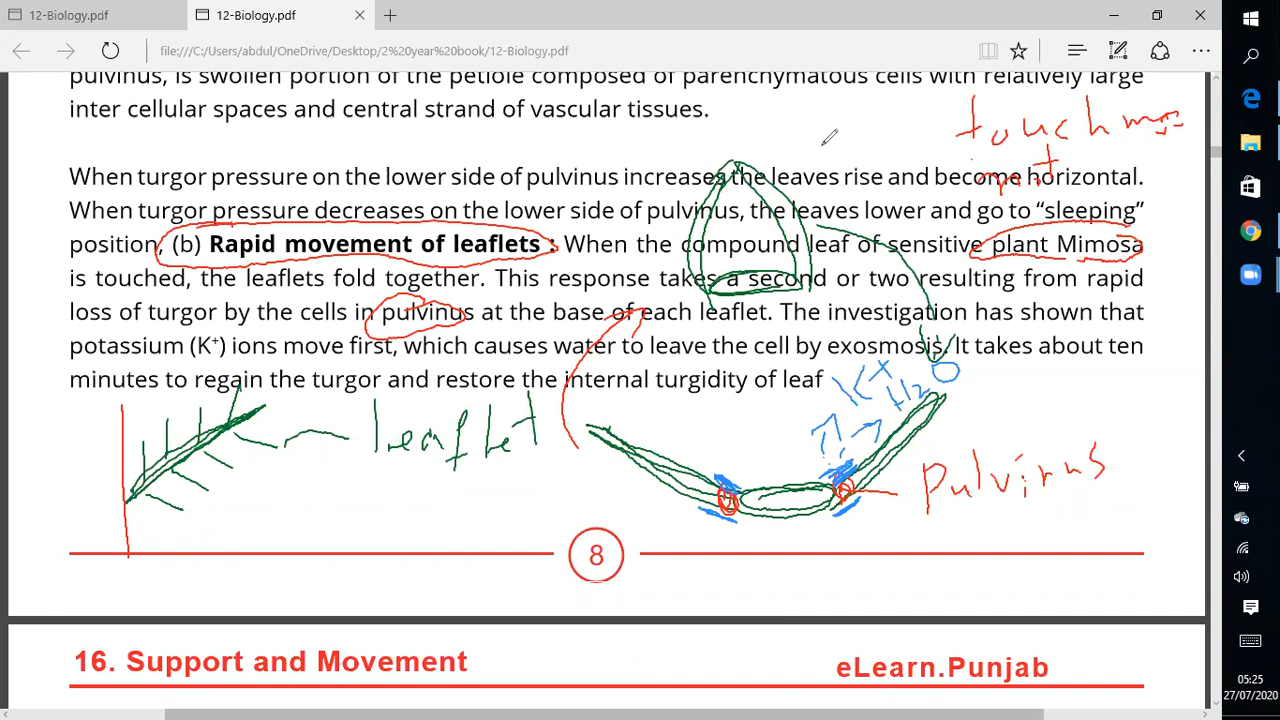 12-Biology.pdf
12-Biology.pdf
file:///C:/Users/abdul/OneDrive/Desktop/2%20year%20book/12-Biology.pdf
pulvinus, is swollen portion of the petiole composed of parenchymatous cells with relatively large
inter cellular spaces and central strand of vascular tissues.
touch me
not
When turgor pressure on the lower side of pulvinus increases the leaves rise and become horizontal.
When turgor pressure decreases on the lower side of pulvinus, the leaves lower and go to “sleeping”
position, (b) Rapid movement of leaflets : When the compound leaf of sensitive plant Mimosa
is touched, the leaflets fold together. This response takes a second or two resulting from rapid
loss of turgor by the cells in pulvinus at the base of each leaflet. The investigation has shown that
potassium (K+) ions move first, which causes water to leave the cell by exosmosis. It takes about ten
minutes to regain the turgor and restore the internal turgidity of leaf
K+
H2O
leaflet
Pulvirus
8
16. Support and Movement
eLearn.Punjab
05:25
27/07/2020